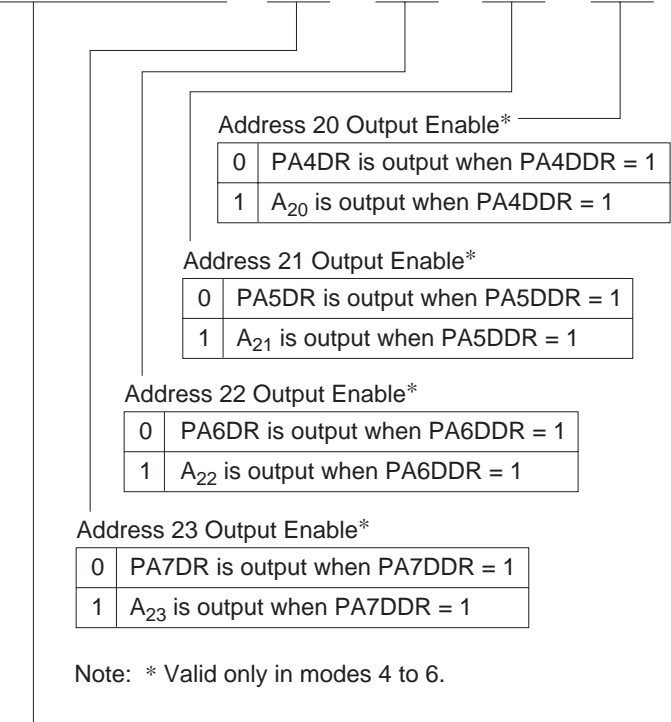 Address 20 Output Enable*
0 PA4DR is output when PA4DDR = 1
1 A20 is output when PA4DDR = 1
Address 21 Output Enable*
0 PA5DR is output when PA5DDR = 1
1 A21 is output when PA5DDR = 1
Address 22 Output Enable*
0 PA6DR is output when PA6DDR = 1
1 A22 is output when PA6DDR = 1
Address 23 Output Enable*
0 PA7DR is output when PA7DDR = 1
1 A23 is output when PA7DDR = 1
Note: * Valid only in modes 4 to 6.